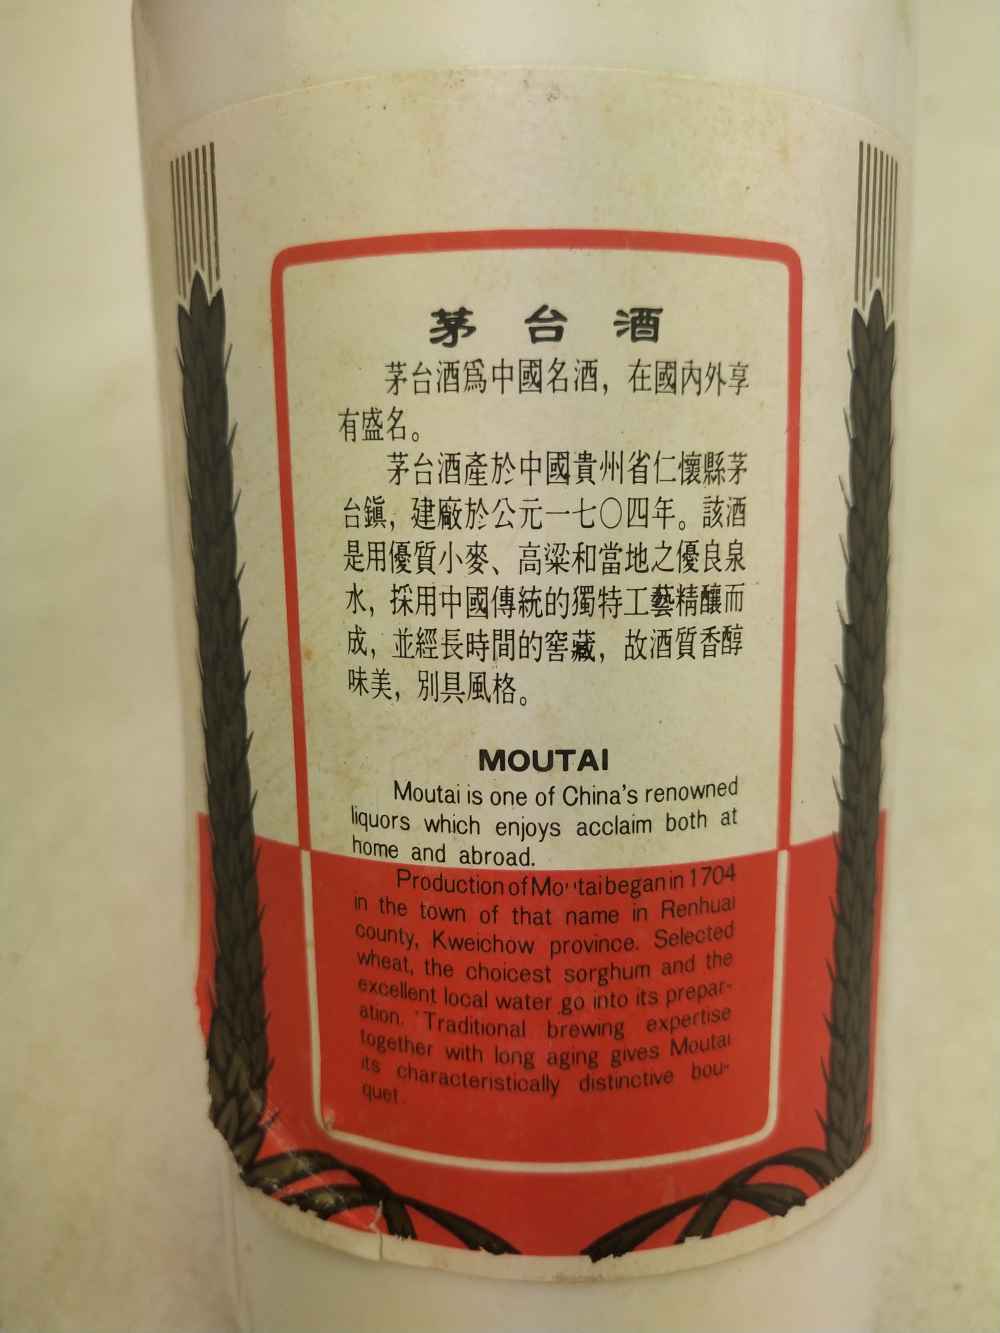 茅台酒
茅台酒爲中國名酒，在國內外享
有盛名。
茅台酒產於中國貴州省仁懷縣茅
台鎭，建廠於公元一七〇四年。該酒
是用優質小麥、高粱和當地之優良泉
水，採用中國傳統的獨特工藝精釀而
成，並經長時間的窖藏，故酒質香醇
味美，別具風格。
MOUTAI
Moutai is one of China's renowned
liquors which enjoys acclaim both at
home and abroad.
Production of Moutai began in 1704
in the town of that name in Renhuai
county, Kweichow province. Selected
wheat, the choicest sorghum and the
excellent local water go into its prepar-
ation. Traditional brewing expertise
together with long aging gives Moutai
its characteristically distinctive bou-
quet.